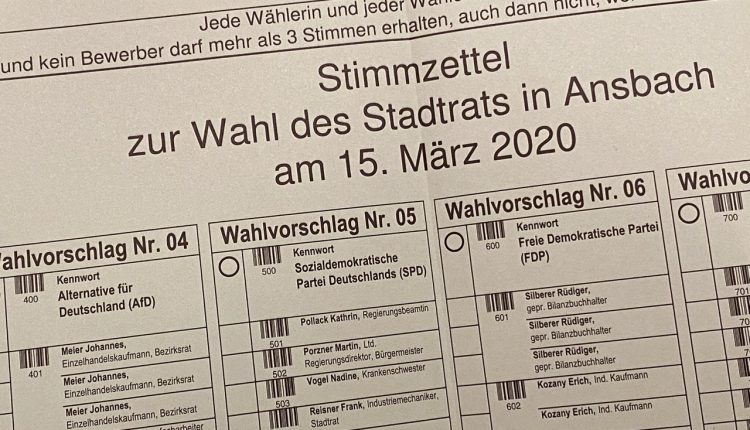 Jede Wählerin und jeder
und kein Bewerber darf mehr als 3 Stimmen erhalten, auch dann nicht,
Stimmzettel
zur Wahl des Stadtrats in Ansbach
am 15. März 2020
Wahlvorschlag Nr. 04
400
Kennwort
Alternative für
Deutschland (AfD)
401
Meier Johannes,
Einzelhandelskaufmann, Bezirksrat
Meier Johannes,
Einzelhandelskaufmann, Bezirksrat
Meier Johannes,
Einzelhandelskaufmann, Bezirksrat
Wahlvorschlag Nr. 05
500
Kennwort
Sozialdemokratische
Partei Deutschlands (SPD)
501
Pollack Kathrin, Regierungsbeamtin
502
Porzner Martin, Ltd.
Regierungsdirektor, Bürgermeister
503
Vogel Nadine, Krankenschwester
Reisner Frank, Industriemechaniker,
Stadtrat
Wahlvorschlag Nr. 06
600
Kennwort
Freie Demokratische Partei
(FDP)
601
Silberer Rüdiger,
gepr. Bilanzbuchhalter
Silberer Rüdiger,
gepr. Bilanzbuchhalter
Silberer Rüdiger,
gepr. Bilanzbuchhalter
602
Kozany Erich, Ind. Kaufmann
Kozany Erich, Ind. Kaufmann
Wahlvo
700
701